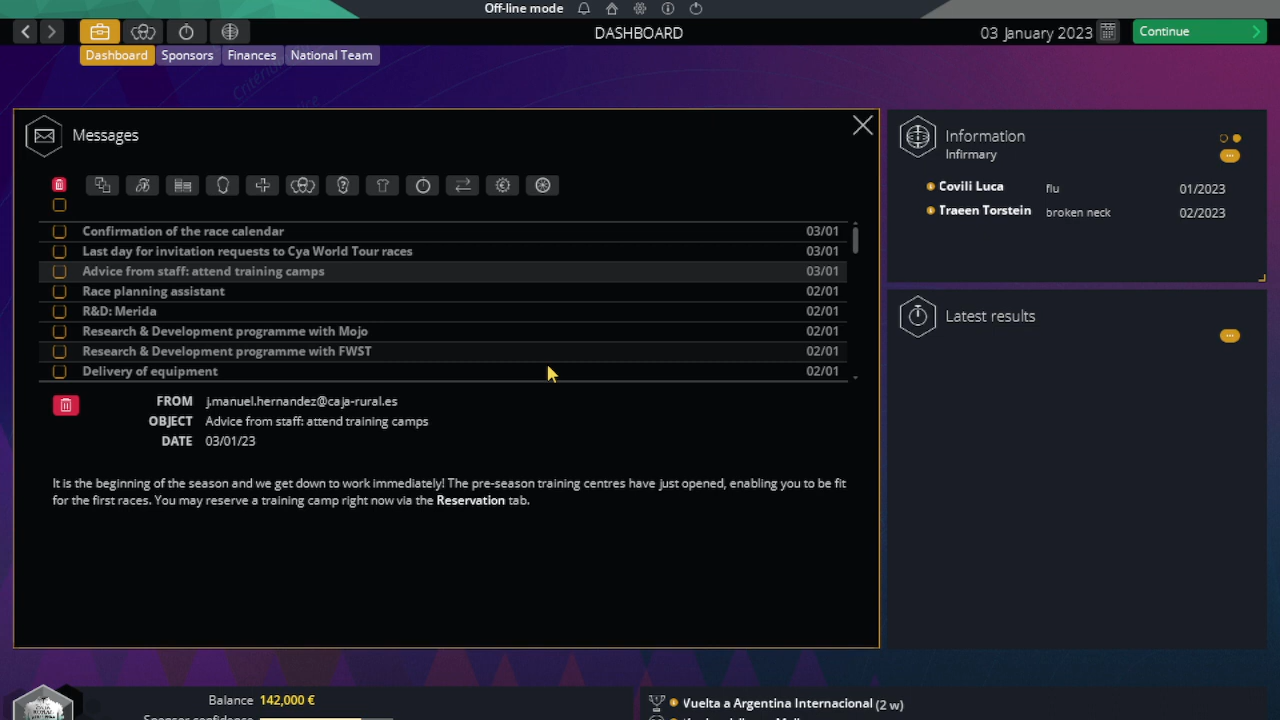 Off-line mode
DASHBOARD
03 January 2023
Continue
Dashboard
Sponsors
Finances
National Team
Messages
Confirmation of the race calendar 03/01
Last day for invitation requests to Cya World Tour races 03/01
Advice from staff: attend training camps 03/01
Race planning assistant 02/01
R&D: Merida 02/01
Research & Development programme with Mojo 02/01
Research & Development programme with FWST 02/01
Delivery of equipment 02/01
FROM j.manuel.hernandez@caja-rural.es
OBJECT Advice from staff: attend training camps
DATE 03/01/23
It is the beginning of the season and we get down to work immediately! The pre-season training centres have just opened, enabling you to be fit
for the first races. You may reserve a training camp right now via the Reservation tab.
Information
Infirmary
Covili Luca flu 01/2023
Traeen Torstein broken neck 02/2023
Latest results
Balance 142,000 €
Vuelta a Argentina Internacional (2 w)